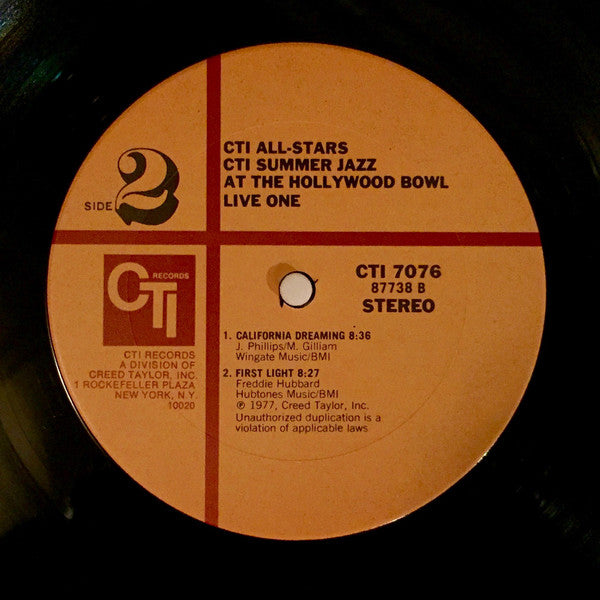 CTI ALL-STARS
CTI SUMMER JAZZ
AT THE HOLLYWOOD BOWL
LIVE ONE
SIDE 2
CTI RECORDS
CTI RECORDS
A DIVISION OF
CREED TAYLOR, INC.
1 ROCKEFELLER PLAZA
NEW YORK, N.Y.
10020
CTI 7076
87738 B
STEREO
1. CALIFORNIA DREAMING 8:36
J. Phillips/M. Gilliam
Wingate Music/BMI
2. FIRST LIGHT 8:27
Freddie Hubbard
Hubtones Music/BMI
℗ 1977, Creed Taylor, Inc.
Unauthorized duplication is a
violation of applicable laws